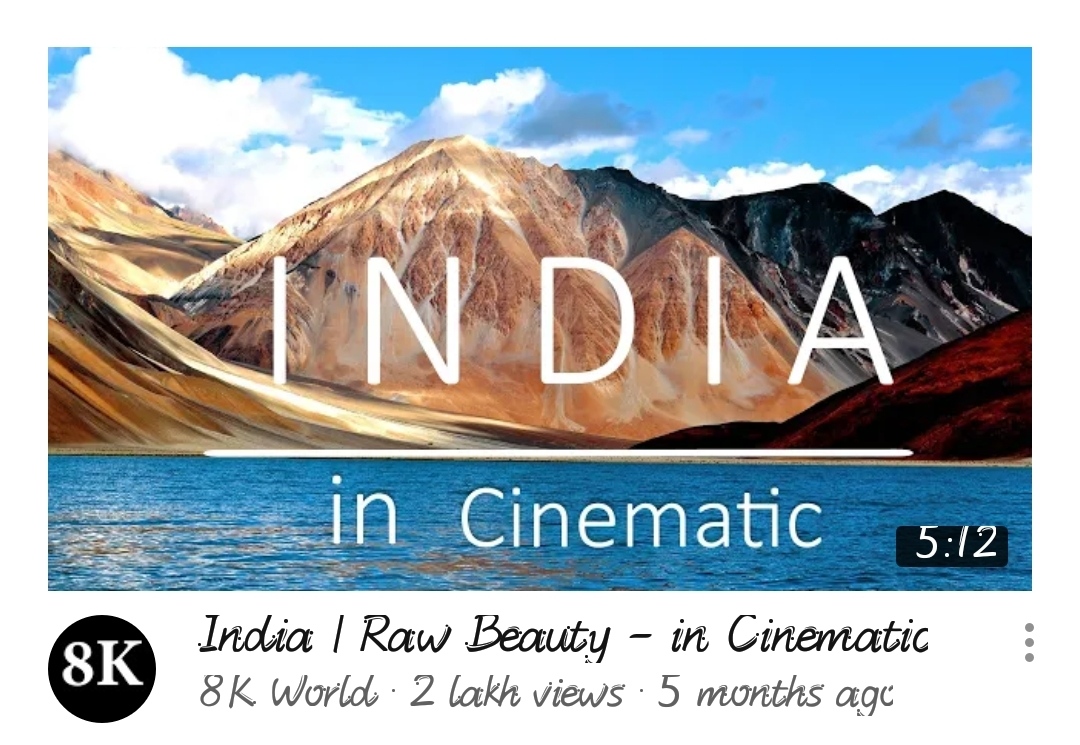 INDIA
in Cinematic
5:12
8K
India | Raw Beauty - in Cinematic
8K World · 2 lakh views · 5 months ago